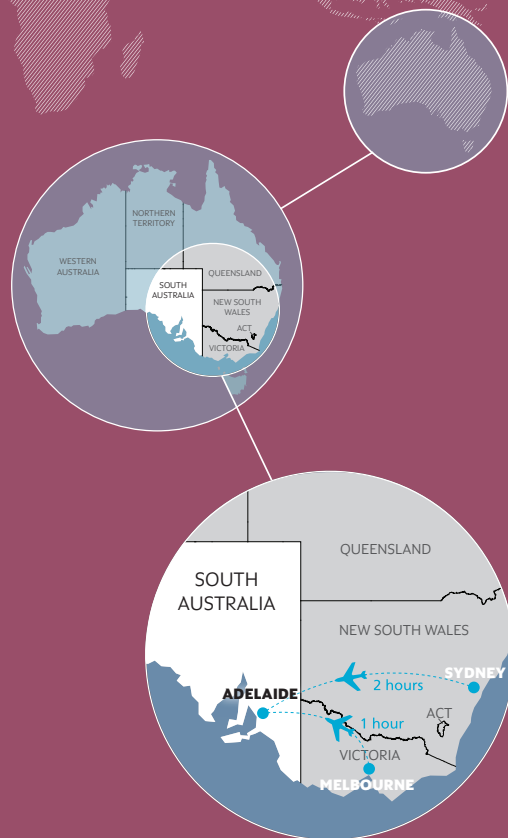 NORTHERN
TERRITORY
WESTERN
AUSTRALIA
QUEENSLAND
SOUTH
AUSTRALIA
NEW SOUTH
WALES
ACT
VICTORIA
QUEENSLAND
SOUTH
AUSTRALIA
NEW SOUTH WALES
SYDNEY
2 hours
ADELAIDE
ACT
1 hour
VICTORIA
MELBOURNE